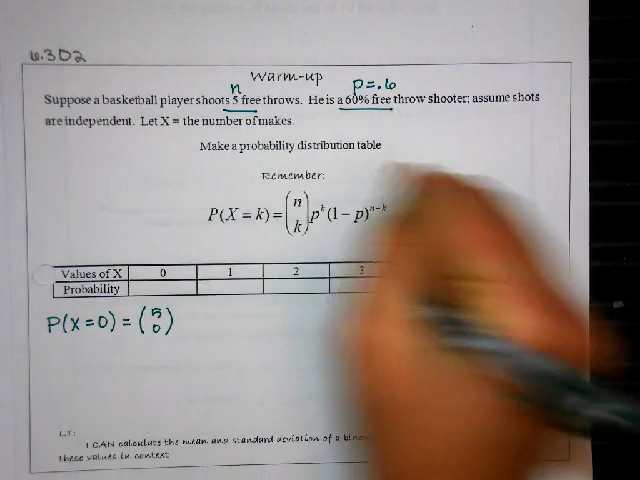 6.3D2
Warm-up
n p=.6
Suppose a basketball player shoots 5 free throws. He is a 60% free throw shooter; assume shots
are independent. Let X = the number of makes.
Make a probability distribution table
Remember:
P(X = k) = (n k) p^k (1 − p)^n−k
Values of X 0 1 2 3
Probability
P(X=0) = (5 0)
LT:
I CAN calculate the mean and standard deviation of a
these values in context